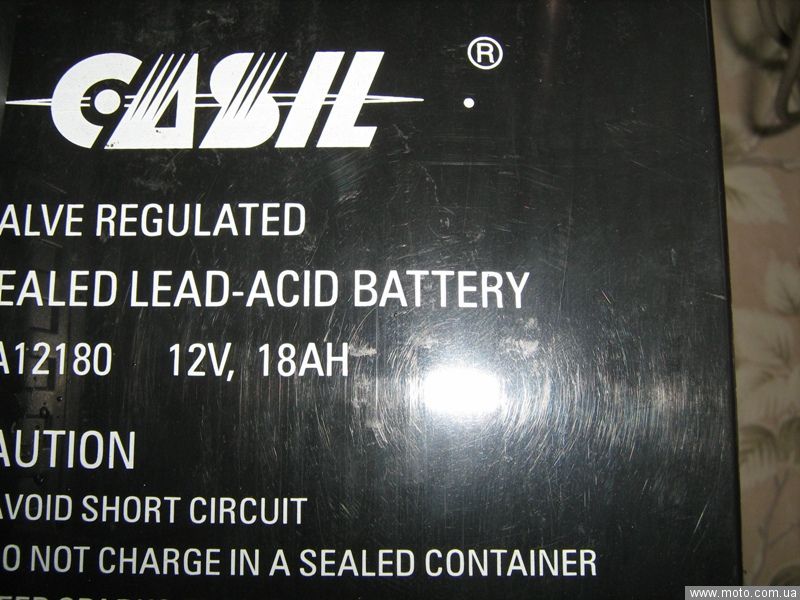 CASIL ®
ALVE REGULATED
EALED LEAD-ACID BATTERY
A12180 12V, 18AH
AUTION
AVOID SHORT CIRCUIT
O NOT CHARGE IN A SEALED CONTAINER
www.moto.com.ua